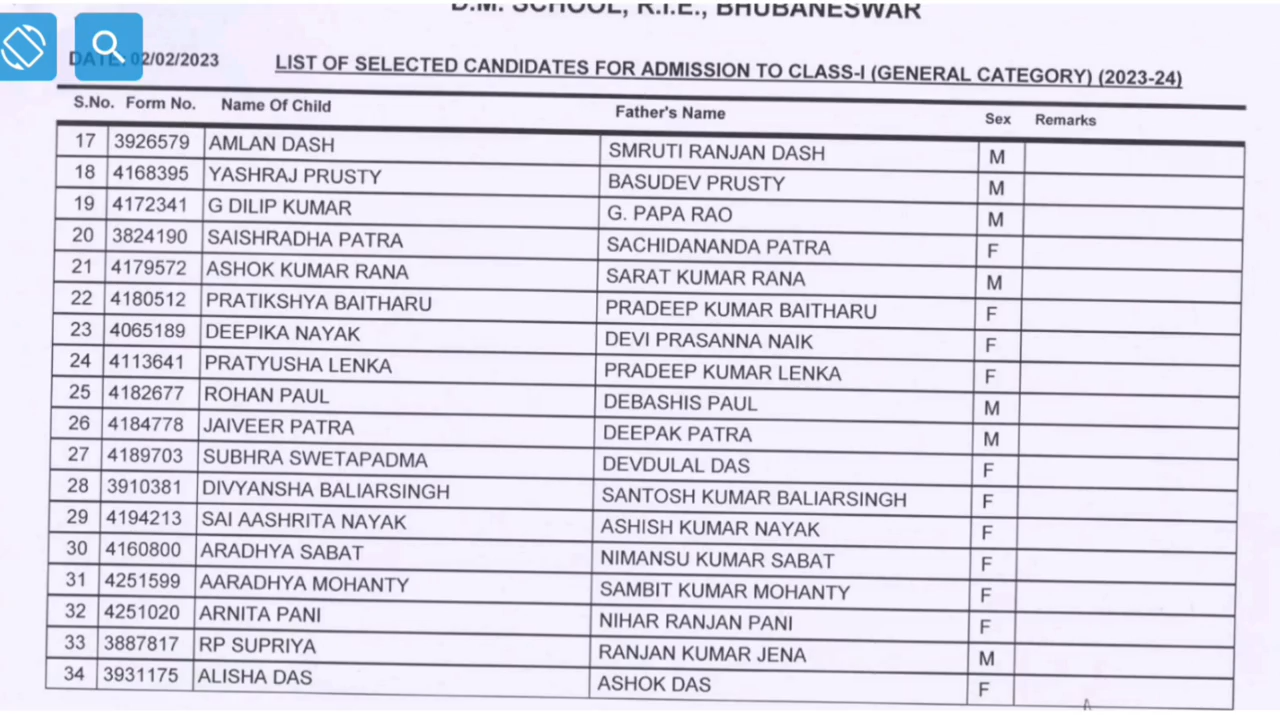 D.M. SCHOOL, R.I.E., BHUBANESWAR
DATE: 02/02/2023
LIST OF SELECTED CANDIDATES FOR ADMISSION TO CLASS-I (GENERAL CATEGORY) (2023-24)
S.No. Form No. Name Of Child Father's Name Sex Remarks
17 3926579 AMLAN DASH SMRUTI RANJAN DASH M
18 4168395 YASHRAJ PRUSTY BASUDEV PRUSTY M
19 4172341 G DILIP KUMAR G. PAPA RAO M
20 3824190 SAISHRADHA PATRA SACHIDANANDA PATRA F
21 4179572 ASHOK KUMAR RANA SARAT KUMAR RANA M
22 4180512 PRATIKSHYA BAITHARU PRADEEP KUMAR BAITHARU F
23 4065189 DEEPIKA NAYAK DEVI PRASANNA NAIK F
24 4113641 PRATYUSHA LENKA PRADEEP KUMAR LENKA F
25 4182677 ROHAN PAUL DEBASHIS PAUL M
26 4184778 JAIVEER PATRA DEEPAK PATRA M
27 4189703 SUBHRA SWETAPADMA DEVDULAL DAS F
28 3910381 DIVYANSHA BALIARSINGH SANTOSH KUMAR BALIARSINGH F
29 4194213 SAI AASHRITA NAYAK ASHISH KUMAR NAYAK F
30 4160800 ARADHYA SABAT NIMANSU KUMAR SABAT F
31 4251599 AARADHYA MOHANTY SAMBIT KUMAR MOHANTY F
32 4251020 ARNITA PANI NIHAR RANJAN PANI F
33 3887817 RP SUPRIYA RANJAN KUMAR JENA M
34 3931175 ALISHA DAS ASHOK DAS F